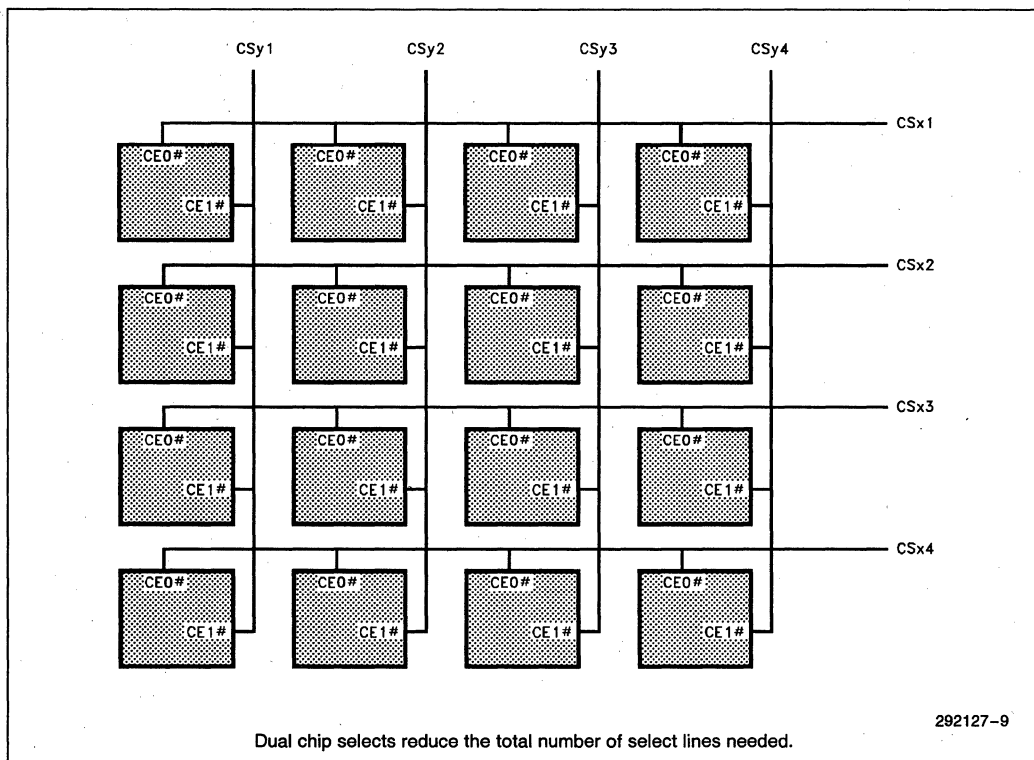 CSy1 CSy2 CSy3 CSy4
CSx1
CE0# CE0# CE0# CE0#
CE1# CE1# CE1# CE1#
CSx2
CE0# CE0# CE0# CE0#
CE1# CE1# CE1# CE1#
CSx3
CE0# CE0# CE0# CE0#
CE1# CE1# CE1# CE1#
CSx4
CE0# CE0# CE0# CE0#
CE1# CE1# CE1# CE1#
292127–9
Dual chip selects reduce the total number of select lines needed.